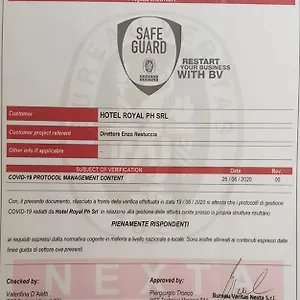 SAFE
GUARD
RESTART
YOUR BUSINESS
WITH BV
Customer HOTEL ROYAL PH SRL
Customer project referent Direttore Enzo Nestuccia
Other info if applicable -
SUBJECT OF VERIFICATION DATE Rev.
COVID-19 PROTOCOL MANAGEMENT CONTENT 25 / 06 / 2020 00
Con il presente documento, rilasciato a fronte della verifica effettuata in data 19 / 06 / 2020 si attesta che i protocolli di gestione
COVID-19 redatti da Hotel Royal Ph Srl in relazione alla gestione delle attività svolte presso la propria struttura risultano
PIENAMENTE RISPONDENTI
ai requisiti espressi dalla normativa cogente in materia a livello nazionale e locale. Sono inoltre allineati ai contenuti espressi dalle
linee guida di settore ove presenti.
NEXTA
Checked by: Approved by Bureau Veritas Nexta S.r.l.
Valentina D'Aletti Piergiorgio Tronco